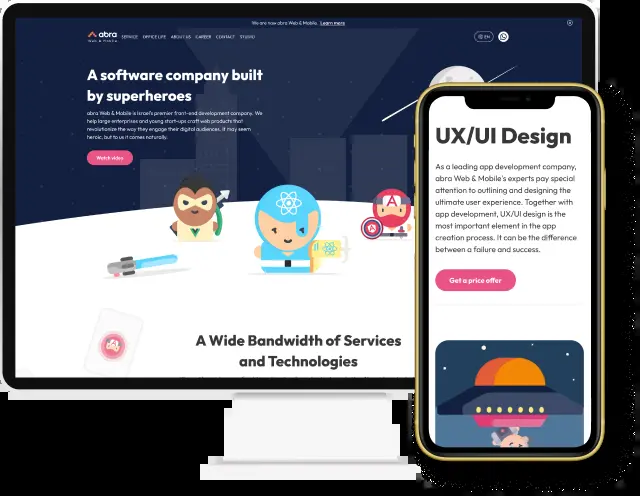 We are now abra Web & Mobile. Learn more
abra
Web & Mobile
SERVICE OFFICE LIFE ABOUT US CAREER CONTACT STUDIO
EN
A software company built
by superheroes
abra Web & Mobile is Israel's premier front-end development company. We
help large enterprises and young start-ups craft web products that
revolutionize the way they engage their digital audiences. It may seem
heroic, but to us it comes naturally.
Watch video
A
A
A Wide Bandwidth of Services
and Technologies
UX/UI Design
As a leading app development company,
abra Web & Mobile's experts pay special
attention to outlining and designing the
ultimate user experience. Together with
app development, UX/UI design is the
most important element in the app
creation process. It can be the difference
between a failure and success.
Get a price offer